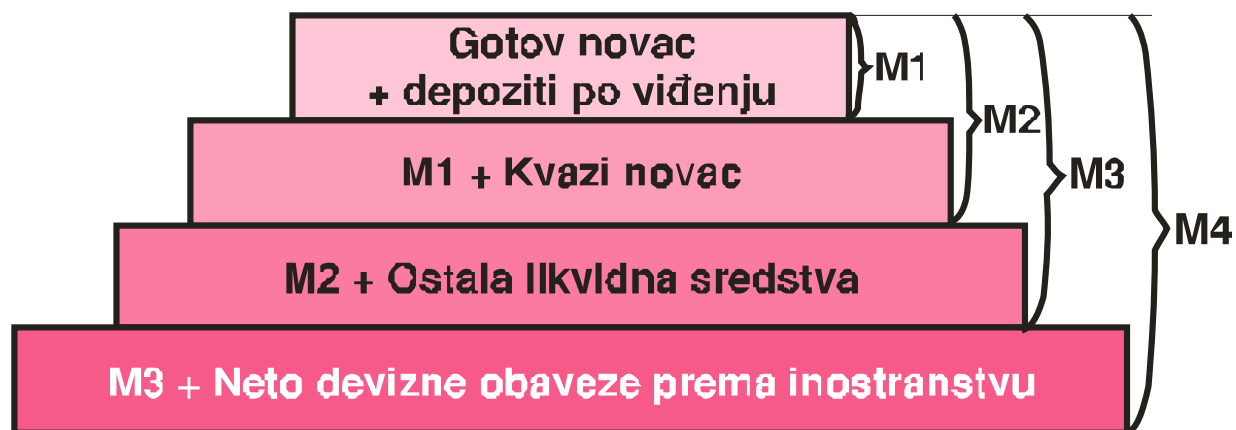 Gotov novac
+ depoziti po viđenju
M1
M2
M1 + Kvazi novac
M3
M4
M2 + Ostala likvidna sredstva
M3 + Neto devizne obaveze prema inostranstvu